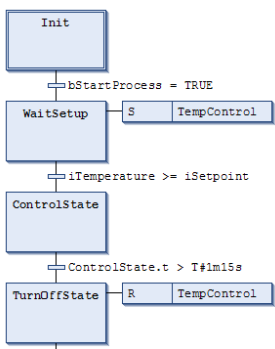 Init
bStartProcess = TRUE
WaitSetup S TempControl
iTemperature >= iSetpoint
ControlState
ControlState.t > T#1m15s
TurnOffState R TempControl